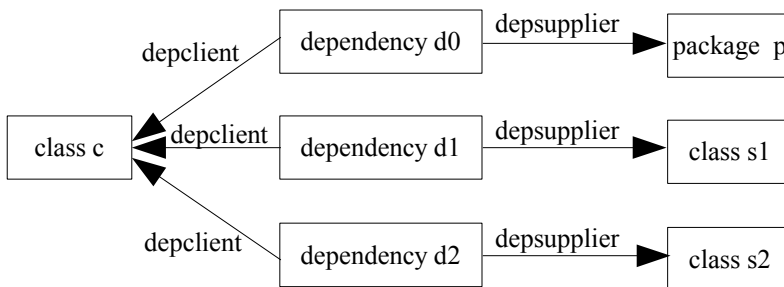 dependency d0
depsupplier
package p
depclient
class c
depclient
dependency d1
depsupplier
class s1
depclient
dependency d2
depsupplier
class s2